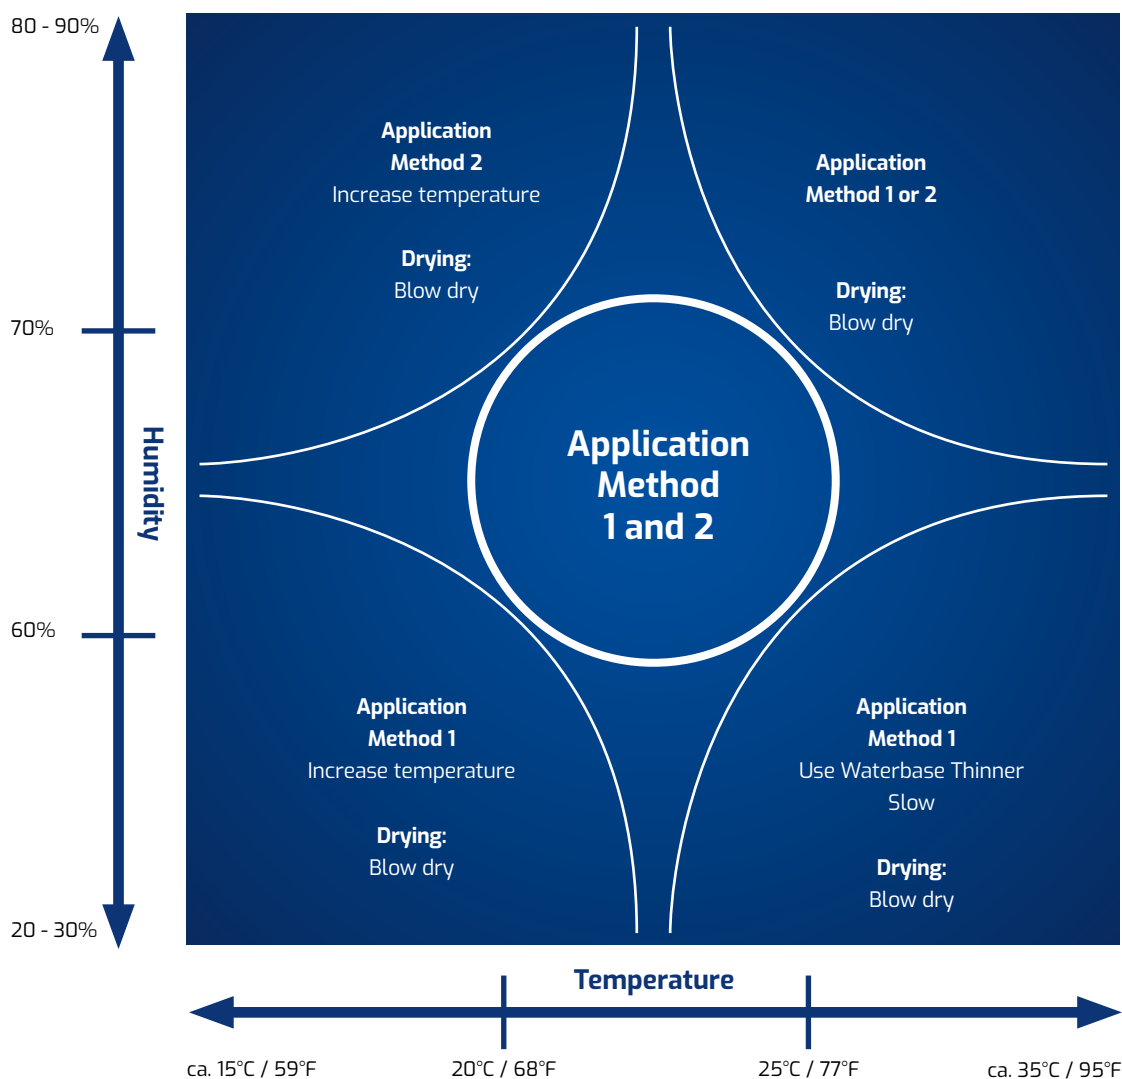 80 - 90%
Application
Method 2
Increase temperature
Drying:
Blow dry
Application
Method 1 or 2
Drying:
Blow dry
70%
Humidity
Application
Method
1 and 2
60%
Application
Method 1
Increase temperature
Drying:
Blow dry
Application
Method 1
Use Waterbase Thinner
Slow
Drying:
Blow dry
20 - 30%
Temperature
ca. 15°C / 59°F
20°C / 68°F
25°C / 77°F
ca. 35°C / 95°F